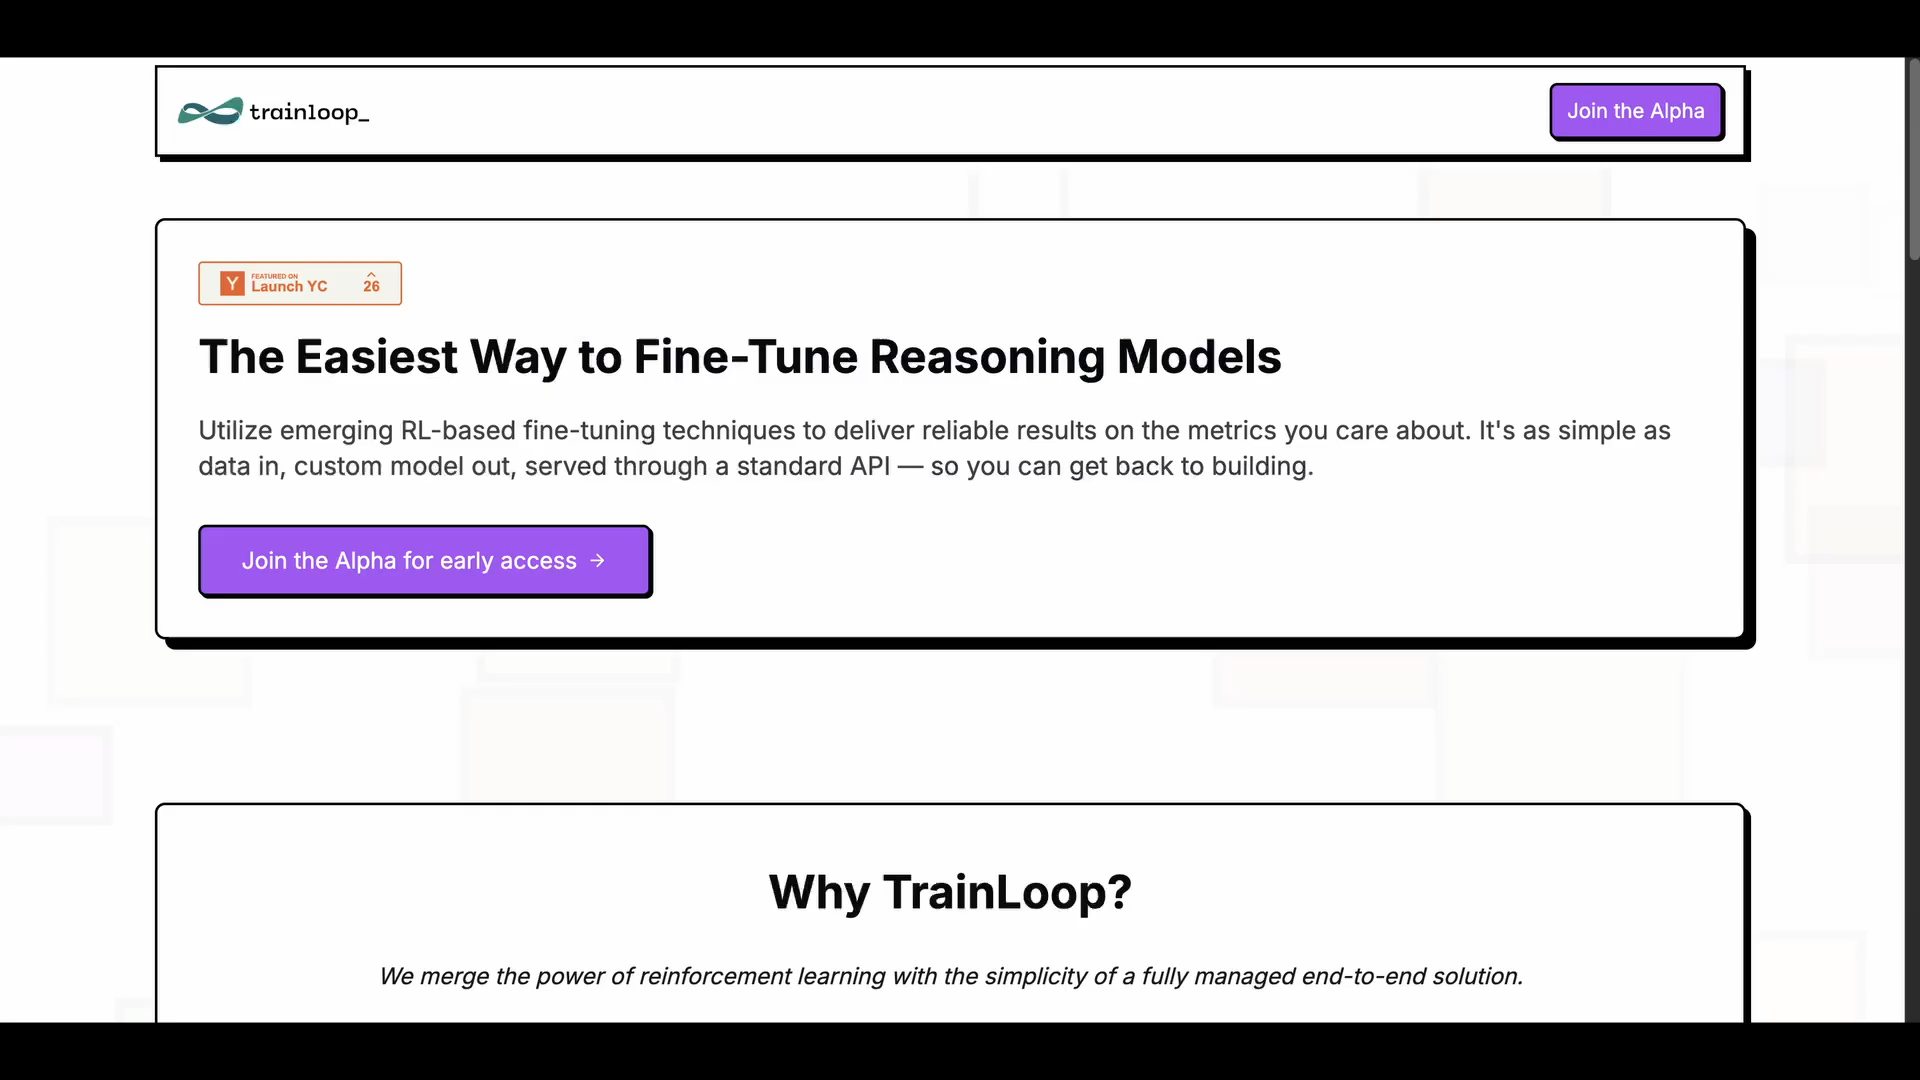 trainloop_
Join the Alpha
Y
FEATURED ON
Launch YC
26
The Easiest Way to Fine-Tune Reasoning Models
Utilize emerging RL-based fine-tuning techniques to deliver reliable results on the metrics you care about. It's as simple as
data in, custom model out, served through a standard API — so you can get back to building.
Join the Alpha for early access →
Why TrainLoop?
We merge the power of reinforcement learning with the simplicity of a fully managed end-to-end solution.